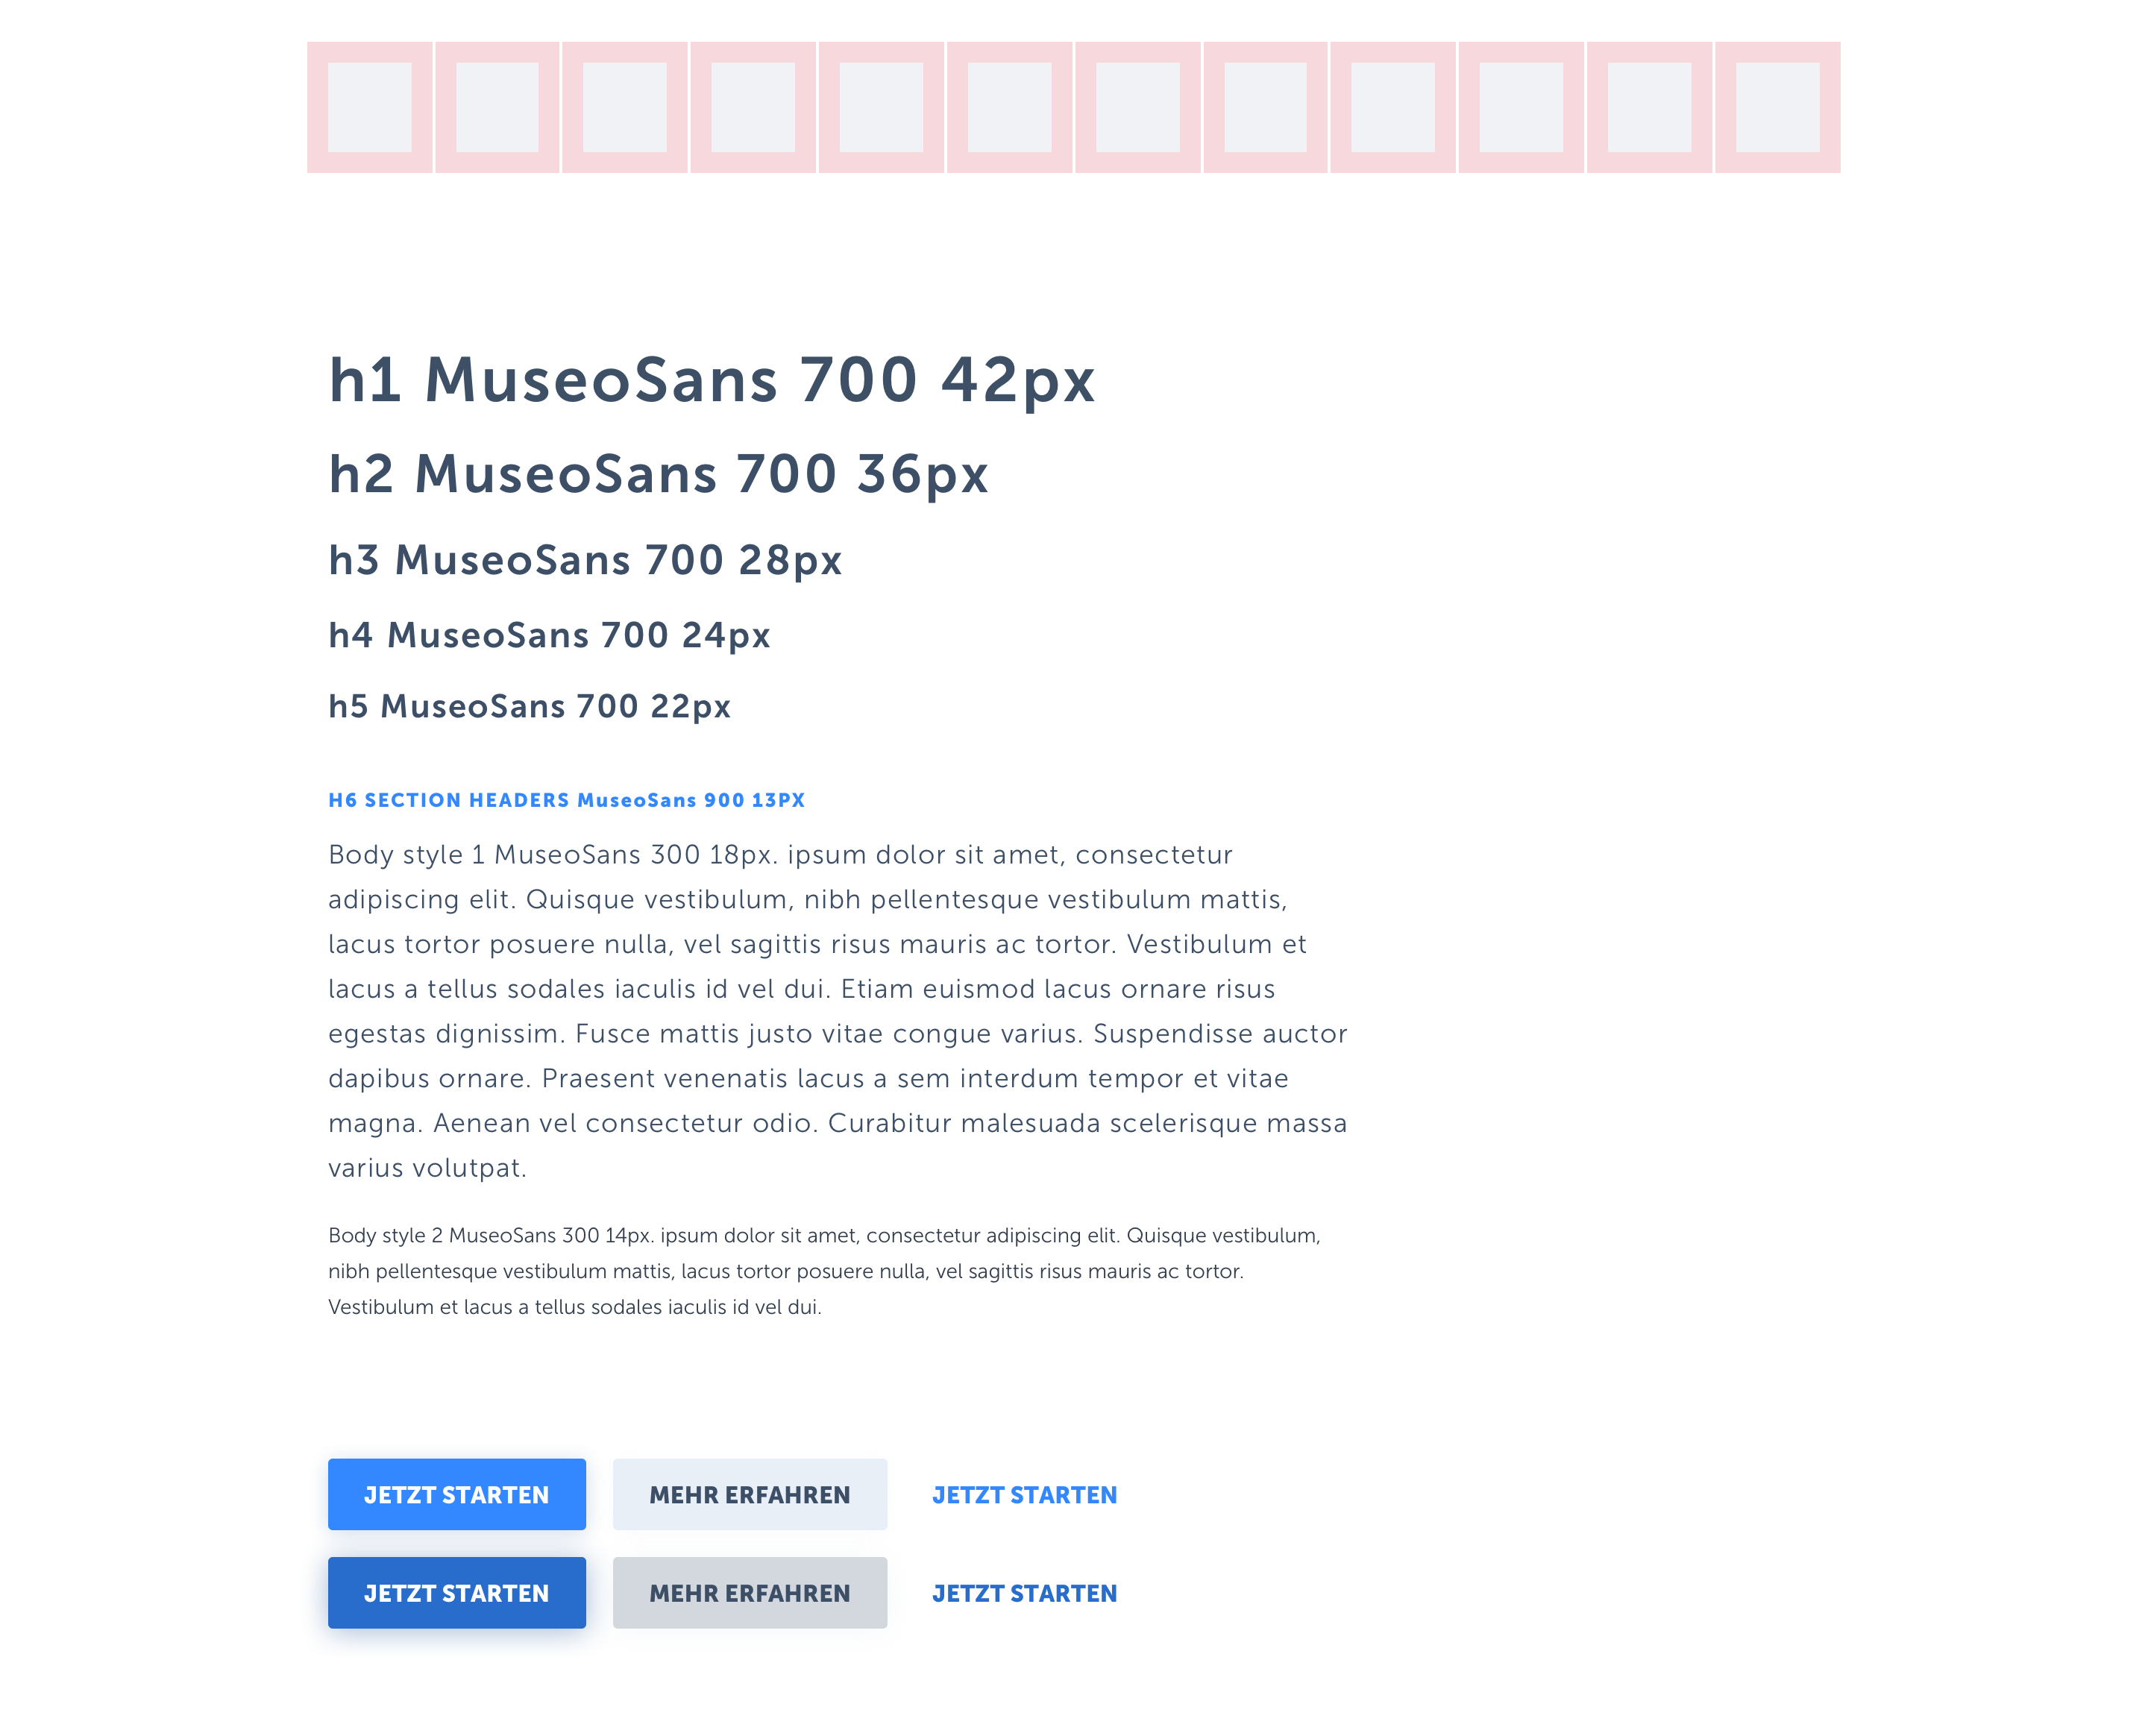 h1 MuseoSans 700 42px
h2 MuseoSans 700 36px
h3 MuseoSans 700 28px
h4 MuseoSans 700 24px
h5 MuseoSans 700 22px
H6 SECTION HEADERS MuseoSans 900 13PX
Body style 1 MuseoSans 300 18px. ipsum dolor sit amet, consectetur
adipiscing elit. Quisque vestibulum, nibh pellentesque vestibulum mattis,
lacus tortor posuere nulla, vel sagittis risus mauris ac tortor. Vestibulum et
lacus a tellus sodales iaculis id vel dui. Etiam euismod lacus ornare risus
egestas dignissim. Fusce mattis justo vitae congue varius. Suspendisse auctor
dapibus ornare. Praesent venenatis lacus a sem interdum tempor et vitae
magna. Aenean vel consectetur odio. Curabitur malesuada scelerisque massa
varius volutpat.
Body style 2 MuseoSans 300 14px. ipsum dolor sit amet, consectetur adipiscing elit. Quisque vestibulum,
nibh pellentesque vestibulum mattis, lacus tortor posuere nulla, vel sagittis risus mauris ac tortor.
Vestibulum et lacus a tellus sodales iaculis id vel dui.
JETZT STARTEN MEHR ERFAHREN JETZT STARTEN
JETZT STARTEN MEHR ERFAHREN JETZT STARTEN